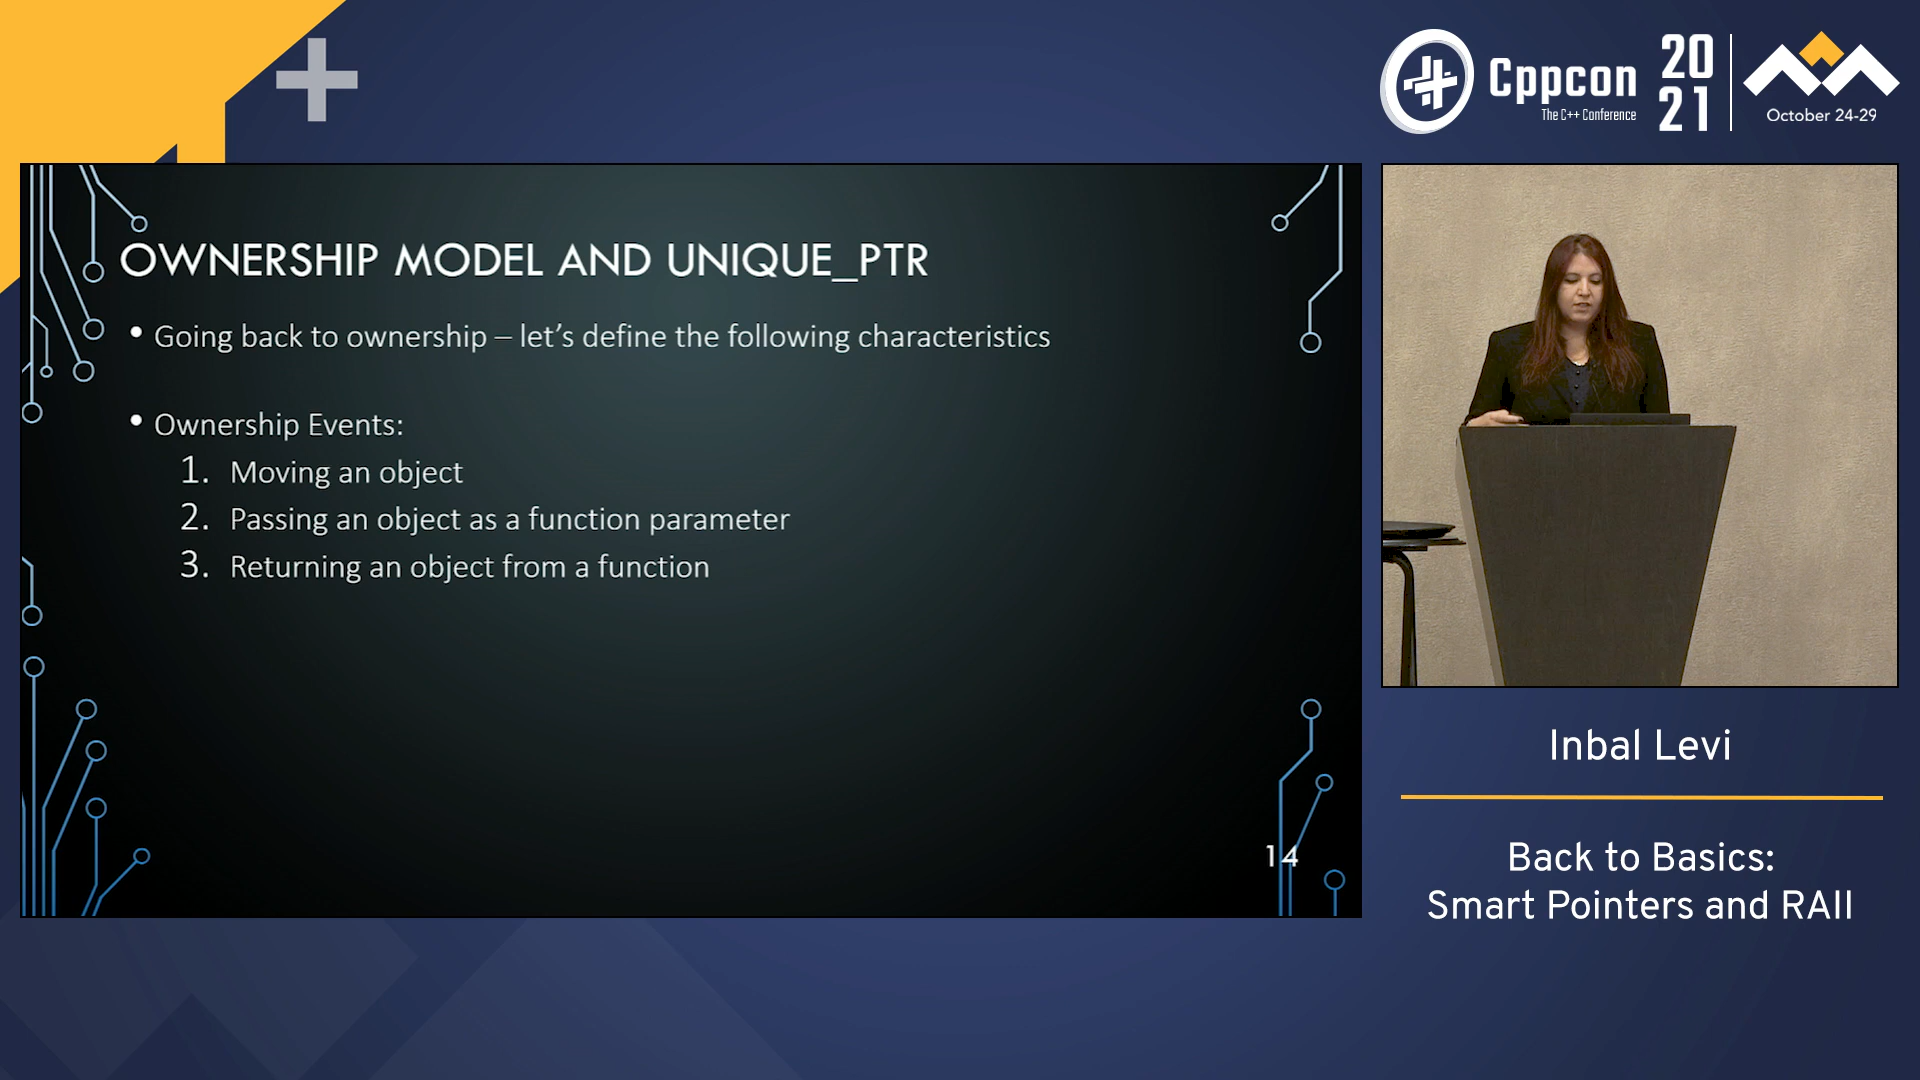 Cppcon
The C++ Conference
20
21
October 24-29
OWNERSHIP MODEL AND UNIQUE_PTR
• Going back to ownership – let’s define the following characteristics
• Ownership Events:
1. Moving an object
2. Passing an object as a function parameter
3. Returning an object from a function
14
Inbal Levi
Back to Basics:
Smart Pointers and RAII